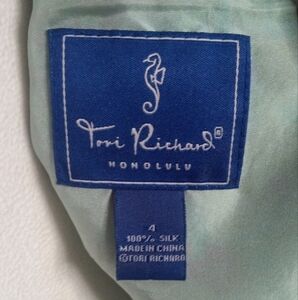 Tori Richard®
HONOLULU
4
100% SILK
MADE IN CHINA
©TORI RICHARD